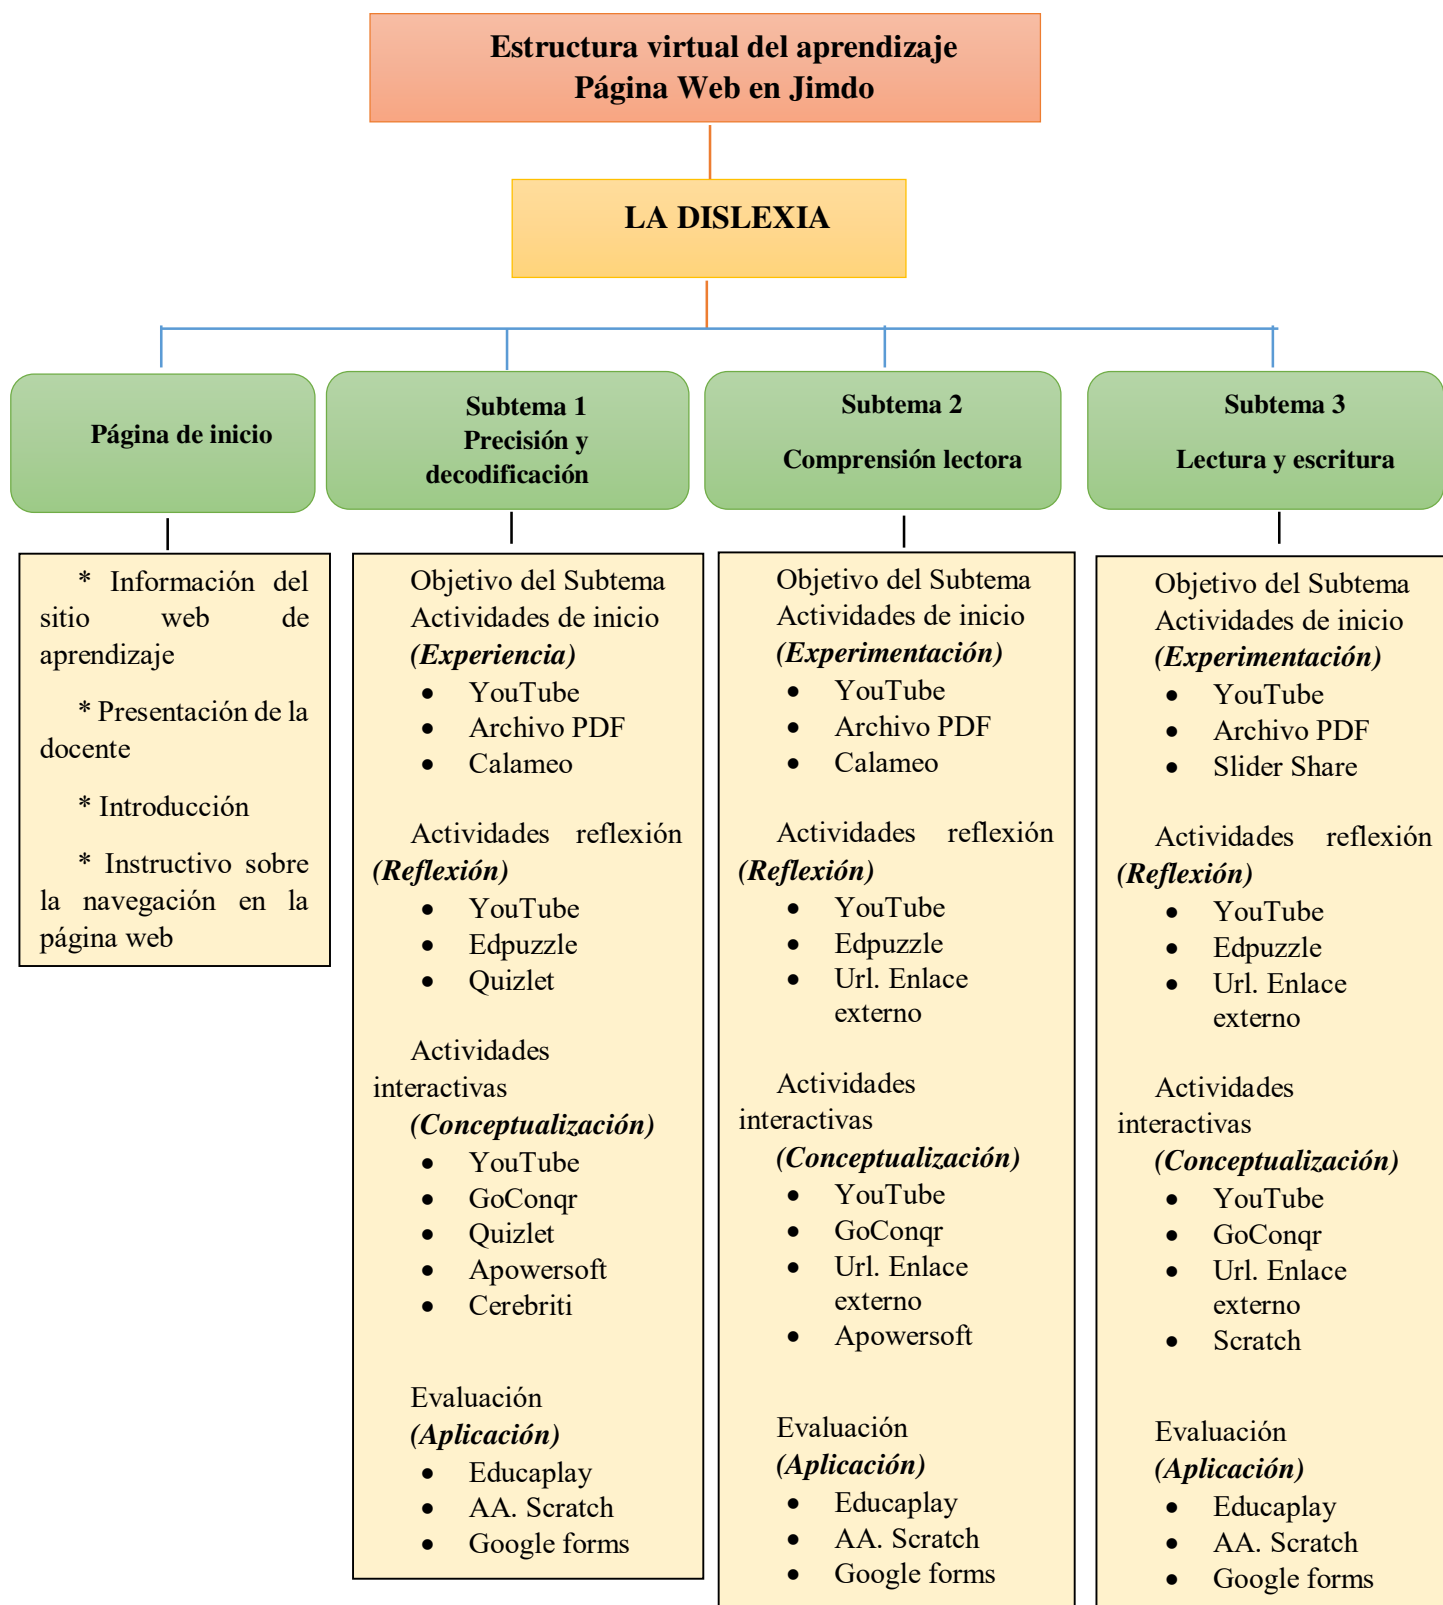 Estructura virtual del aprendizaje
Página Web en Jimdo
LA DISLEXIA
Página de inicio
Subtema 1
Precisión y
decodificación
Subtema 2
Comprensión lectora
Subtema 3
Lectura y escritura
* Información del
sitio web de
aprendizaje
* Presentación de la
docente
* Introducción
* Instructivo sobre
la navegación en la
página web
Objetivo del Subtema
Actividades de inicio
(Experiencia)
• YouTube
• Archivo PDF
• Calameo
Actividades reflexión
(Reflexión)
• YouTube
• Edpuzzle
• Quizlet
Actividades
interactivas
(Conceptualización)
• YouTube
• GoConqr
• Quizlet
• Apowersoft
• Cerebriti
Evaluación
(Aplicación)
• Educaplay
• AA. Scratch
• Google forms
Objetivo del Subtema
Actividades de inicio
(Experimentación)
• YouTube
• Archivo PDF
• Calameo
Actividades reflexión
(Reflexión)
• YouTube
• Edpuzzle
• Url. Enlace
externo
Actividades
interactivas
(Conceptualización)
• YouTube
• GoConqr
• Url. Enlace
externo
• Apowersoft
Evaluación
(Aplicación)
• Educaplay
• AA. Scratch
• Google forms
Objetivo del Subtema
Actividades de inicio
(Experimentación)
• YouTube
• Archivo PDF
• Slider Share
Actividades reflexión
(Reflexión)
• YouTube
• Edpuzzle
• Url. Enlace
externo
Actividades
interactivas
(Conceptualización)
• YouTube
• GoConqr
• Url. Enlace
externo
• Scratch
Evaluación
(Aplicación)
• Educaplay
• AA. Scratch
• Google forms